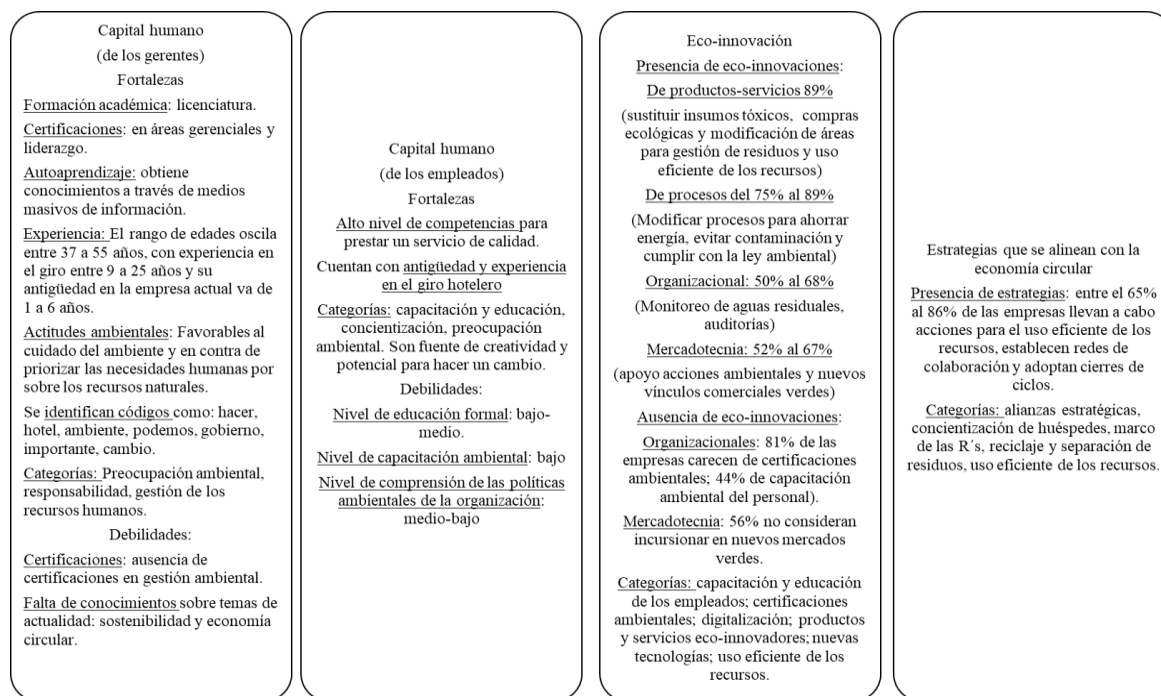 Capital humano
(de los gerentes)
Fortalezas
Formación académica: licenciatura.
Certificaciones: en áreas gerenciales y
liderazgo.
Autoaprendizaje: obtiene
conocimientos a través de medios
masivos de información.
Experiencia: El rango de edades oscila
entre 37 a 55 años, con experiencia en
el giro entre 9 a 25 años y su
antigüedad en la empresa actual va de
1 a 6 años.
Actitudes ambientales: Favorables al
cuidado del ambiente y en contra de
priorizar las necesidades humanas por
sobre los recursos naturales.
Se identifican códigos como: hacer,
hotel, ambiente, podemos, gobierno,
importante, cambio.
Categorías: Preocupación ambiental,
responsabilidad, gestión de los
recursos humanos.
Debilidades:
Certificaciones: ausencia de
certificaciones en gestión ambiental.
Falta de conocimientos sobre temas de
actualidad: sostenibilidad y economía
circular.
Capital humano
(de los empleados)
Fortalezas
Alto nivel de competencias para
prestar un servicio de calidad.
Cuentan con antigüedad y experiencia
en el giro hotelero
Categorías: capacitación y educación,
concientización, preocupación
ambiental. Son fuente de creatividad y
potencial para hacer un cambio.
Debilidades:
Nivel de educación formal: bajo-
medio.
Nivel de capacitación ambiental: bajo
Nivel de comprensión de las políticas
ambientales de la organización:
medio-bajo
Eco-innovación
Presencia de eco-innovaciones:
De productos-servicios 89%
(sustituir insumos tóxicos, compras
ecológicas y modificación de áreas
para gestión de residuos y uso
eficiente de los recursos)
De procesos del 75% al 89%
(Modificar procesos para ahorrar
energía, evitar contaminación y
cumplir con la ley ambiental)
Organizacional: 50% al 68%
(Monitoreo de aguas residuales,
auditorías)
Mercadotecnia: 52% al 67%
(apoyo acciones ambientales y nuevos
vínculos comerciales verdes)
Ausencia de eco-innovaciones:
Organizacionales: 81% de las
empresas carecen de certificaciones
ambientales; 44% de capacitación
ambiental del personal).
Mercadotecnia: 56% no consideran
incursionar en nuevos mercados
verdes.
Categorías: capacitación y educación
de los empleados; certificaciones
ambientales; digitalización; productos
y servicios eco-innovadores; nuevas
tecnologías; uso eficiente de los
recursos.
Estrategias que se alinean con la
economía circular
Presencia de estrategias: entre el 65%
al 86% de las empresas llevan a cabo
acciones para el uso eficiente de los
recursos, establecen redes de
colaboración y adoptan cierres de
ciclos.
Categorías: alianzas estratégicas,
concientización de huéspedes, marco
de las R´s, reciclaje y separación de
residuos, uso eficiente de los recursos.